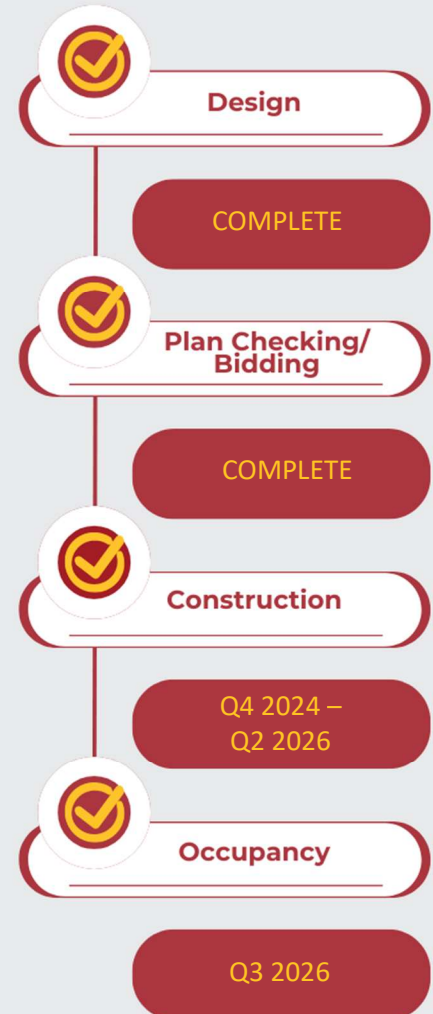 Design
COMPLETE
Plan Checking/
Bidding
COMPLETE
Construction
Q4 2024 –
Q2 2026
Occupancy
Q3 2026